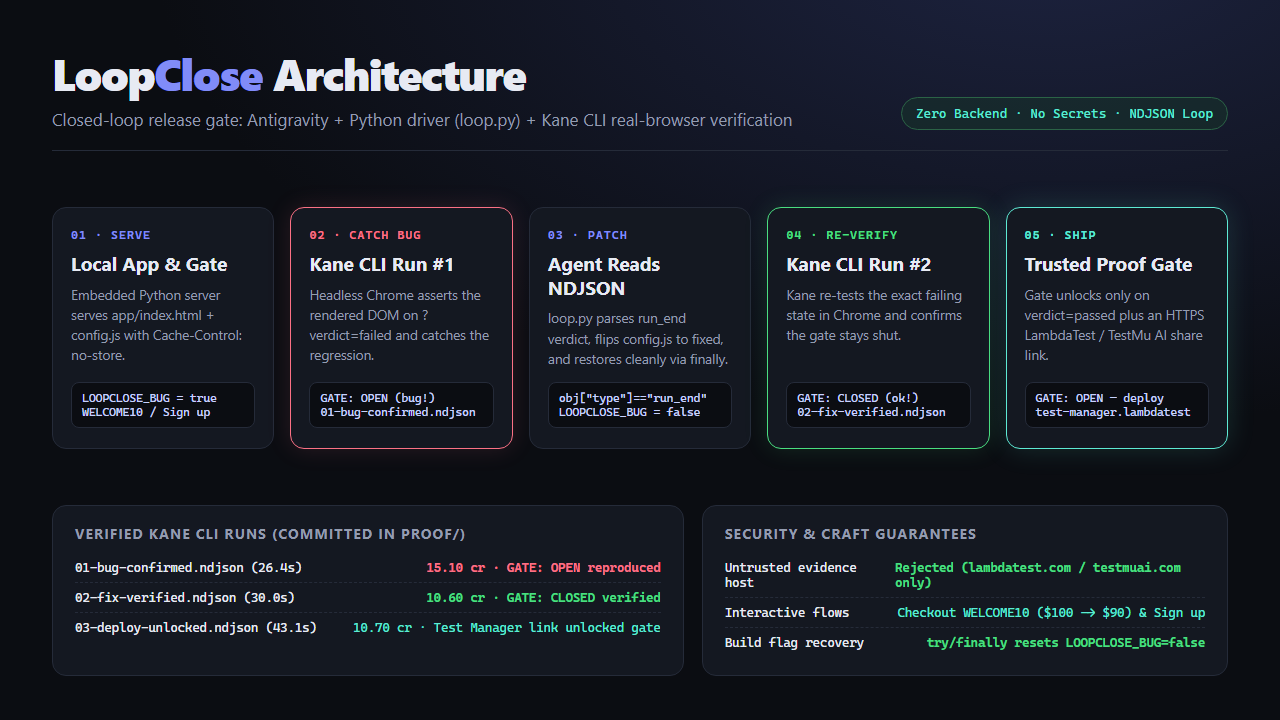 LoopClose Architecture
Closed-loop release gate: Antigravity + Python driver (loop.py) + Kane CLI real-browser verification
Zero Backend · No Secrets · NDJSON Loop
01 · SERVE
Local App & Gate
Embedded Python server
serves app/index.html +
config.js with Cache-Control:
no-store.
LOOPCLOSE_BUG = true
WELCOME10 / Sign up
02 · CATCH BUG
Kane CLI Run #1
Headless Chrome asserts the
rendered DOM on ?
verdict=failed and catches the
regression.
GATE: OPEN (bug!)
01-bug-confirmed.ndjson
03 · PATCH
Agent Reads
NDJSON
loop.py parses run_end
verdict, flips config.js to fixed,
and restores cleanly via finally.
obj["type"]=="run_end"
LOOPCLOSE_BUG = false
04 · RE-VERIFY
Kane CLI Run #2
Kane re-tests the exact failing
state in Chrome and confirms
the gate stays shut.
GATE: CLOSED (ok!)
02-fix-verified.ndjson
05 · SHIP
Trusted Proof Gate
Gate unlocks only on
verdict=passed plus an HTTPS
LambdaTest / TestMu AI share
link.
GATE: OPEN — deploy
test-manager.lambdatest
VERIFIED KANE CLI RUNS (COMMITTED IN PROOF/)
01-bug-confirmed.ndjson (26.4s) 15.10 cr · GATE: OPEN reproduced
02-fix-verified.ndjson (30.0s) 10.60 cr · GATE: CLOSED verified
03-deploy-unlocked.ndjson (43.1s) 10.70 cr · Test Manager link unlocked gate
SECURITY & CRAFT GUARANTEES
Untrusted evidence Rejected (lambdatest.com / testmuai.com
host only)
Interactive flows Checkout WELCOME10 ($100 → $90) & Sign up
Build flag recovery try/finally resets LOOPCLOSE_BUG=false